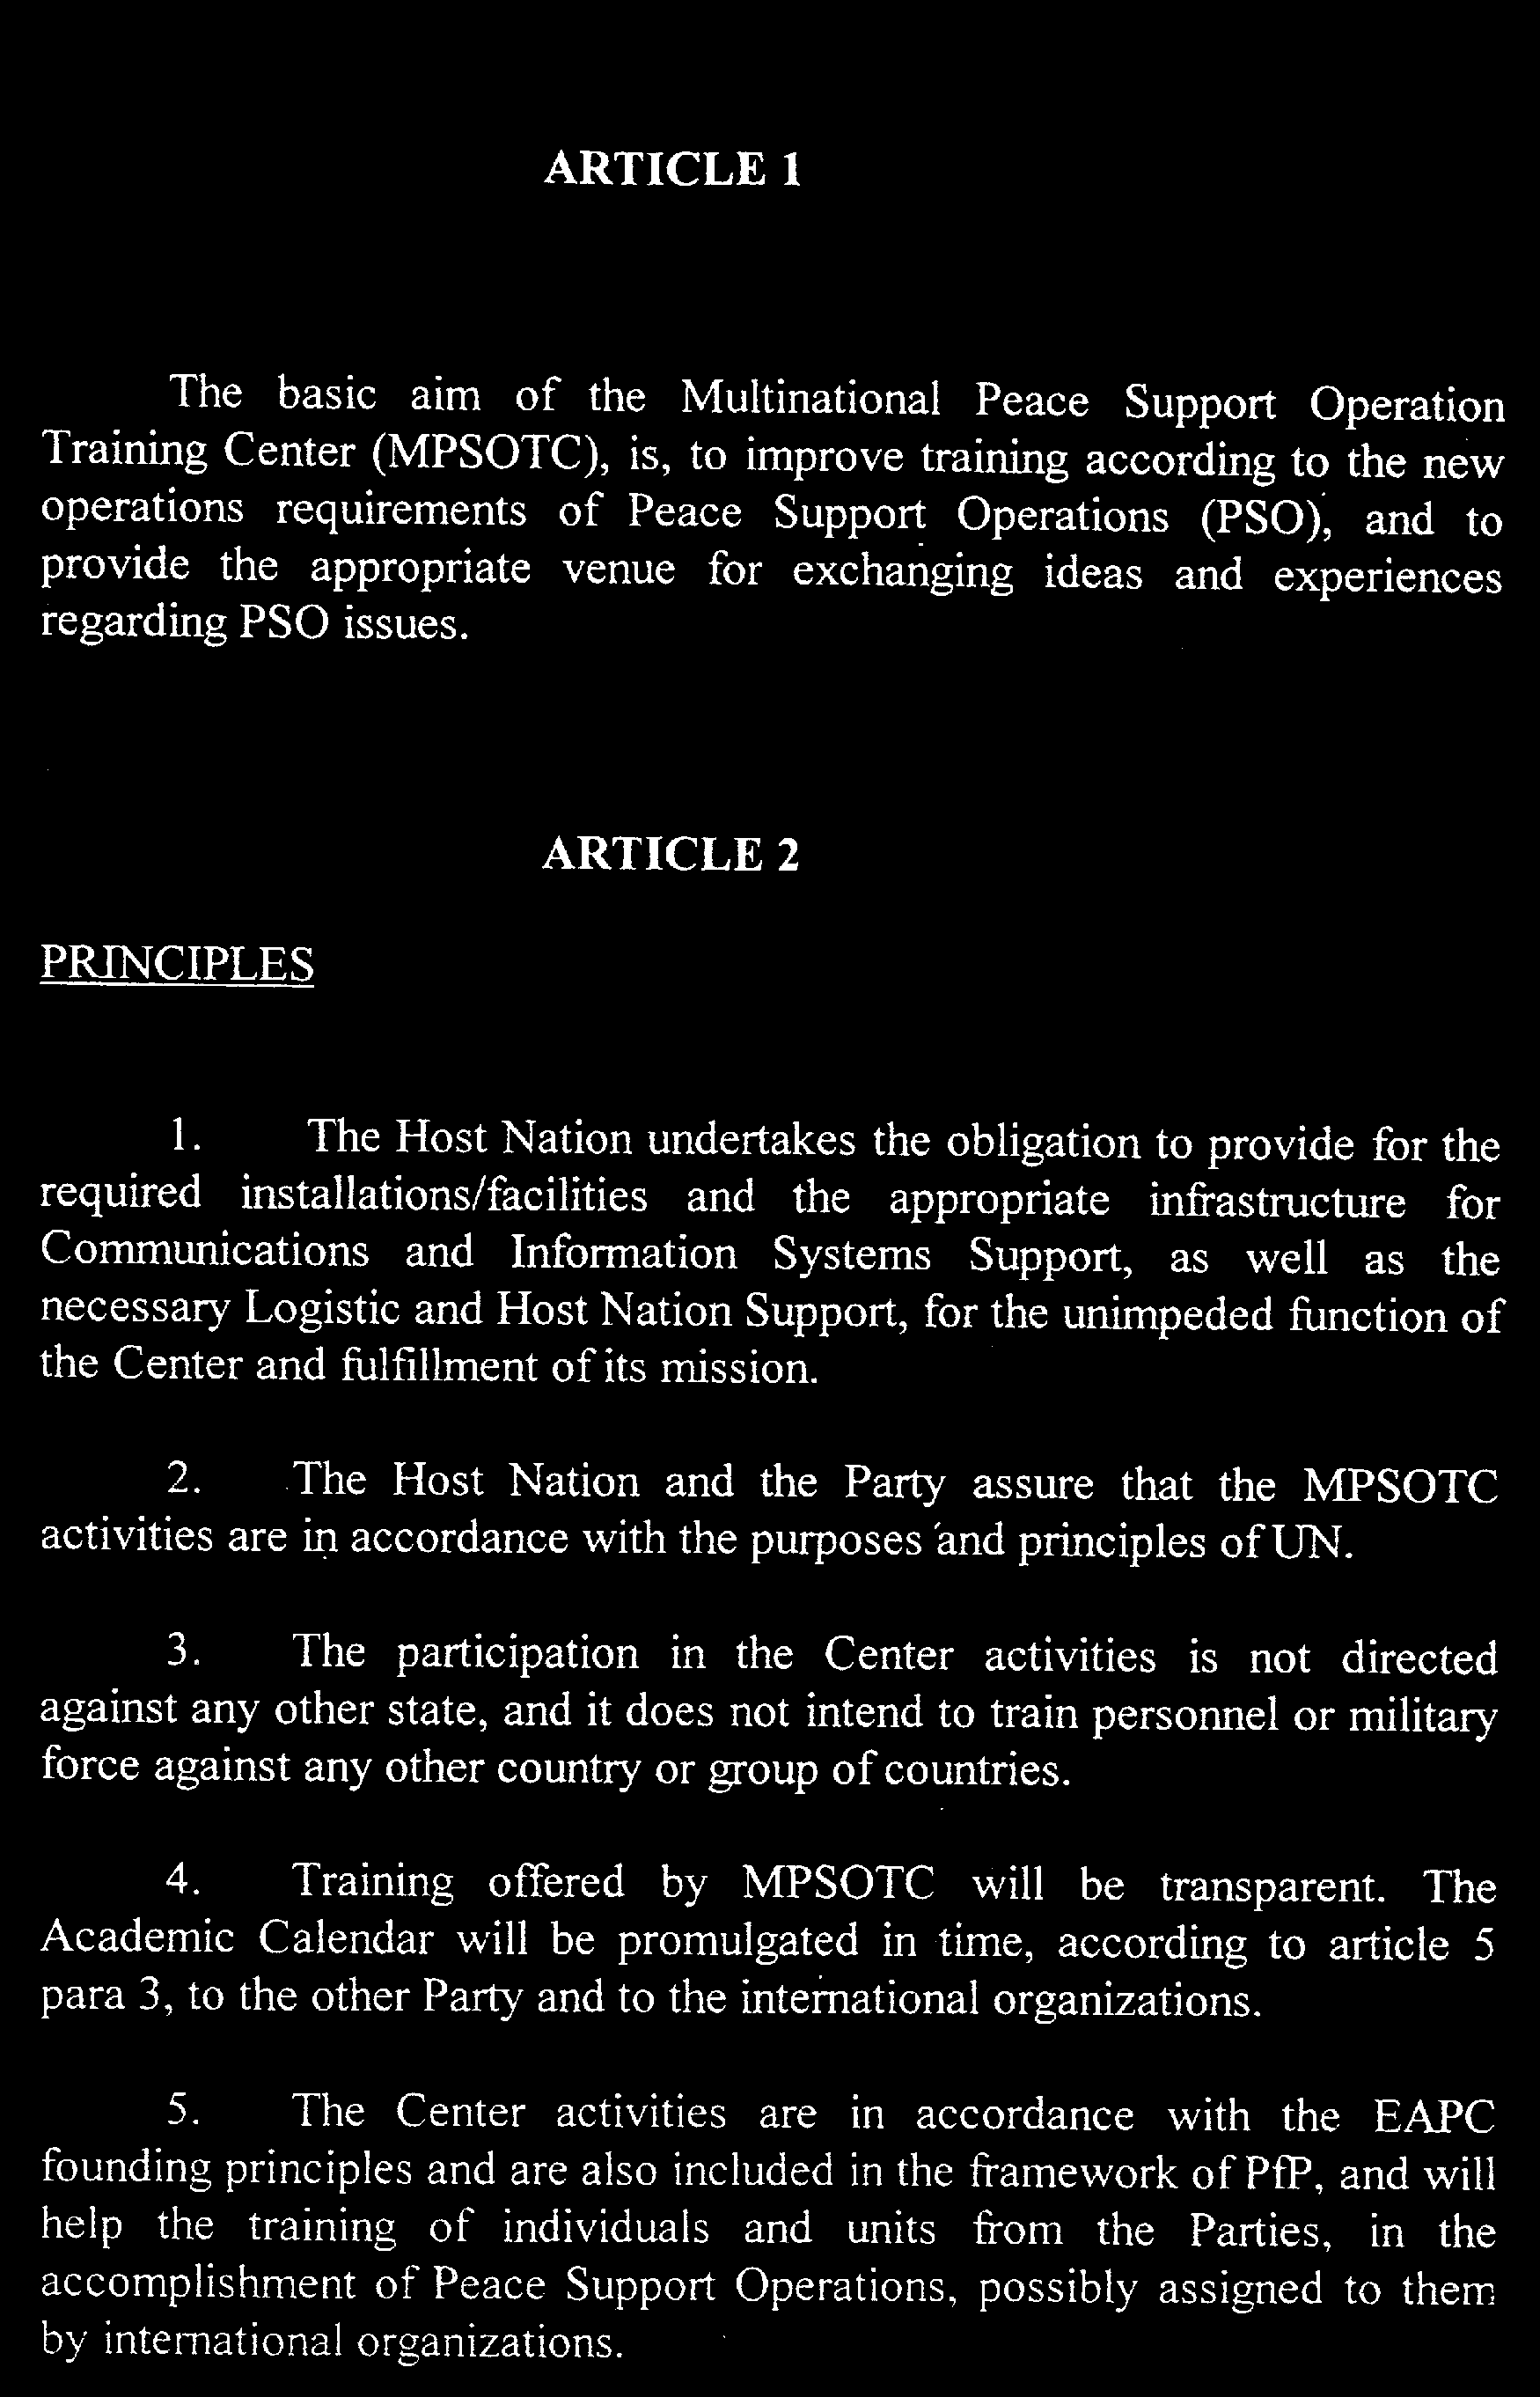 ARTICLE 1
The basic aim of the Multinational Peace Support Operation
Training Center (MPSOTC), is, to improve training according to the new
operations requirements of Peace Support Operations (PSO), and to
provide the appropriate venue for exchanging ideas and experiences
regarding PSO issues.
ARTICLE 2
PRINCIPLES
1. The Host Nation undertakes the obligation to provide for the
required installations/facilities and the appropriate infrastructure for
Communications and Information Systems Support, as well as the
necessary Logistic and Host Nation Support, for the unimpeded function of
the Center and fulfillment of its mission.
2. The Host Nation and the Party assure that the MPSOTC
activities are in accordance with the purposes and principles of UN.
3. The participation in the Center activities is not directed
against any other state, and it does not intend to train personnel or military
force against any other country or group of countries.
4. Training offered by MPSOTC will be transparent. The
Academic Calendar will be promulgated in time, according to article 5
para 3, to the other Party and to the international organizations.
5. The Center activities are in accordance with the EAPC
founding principles and are also included in the framework of PfP, and will
help the training of individuals and units from the Parties, in the
accomplishment of Peace Support Operations, possibly assigned to them
by international organizations.